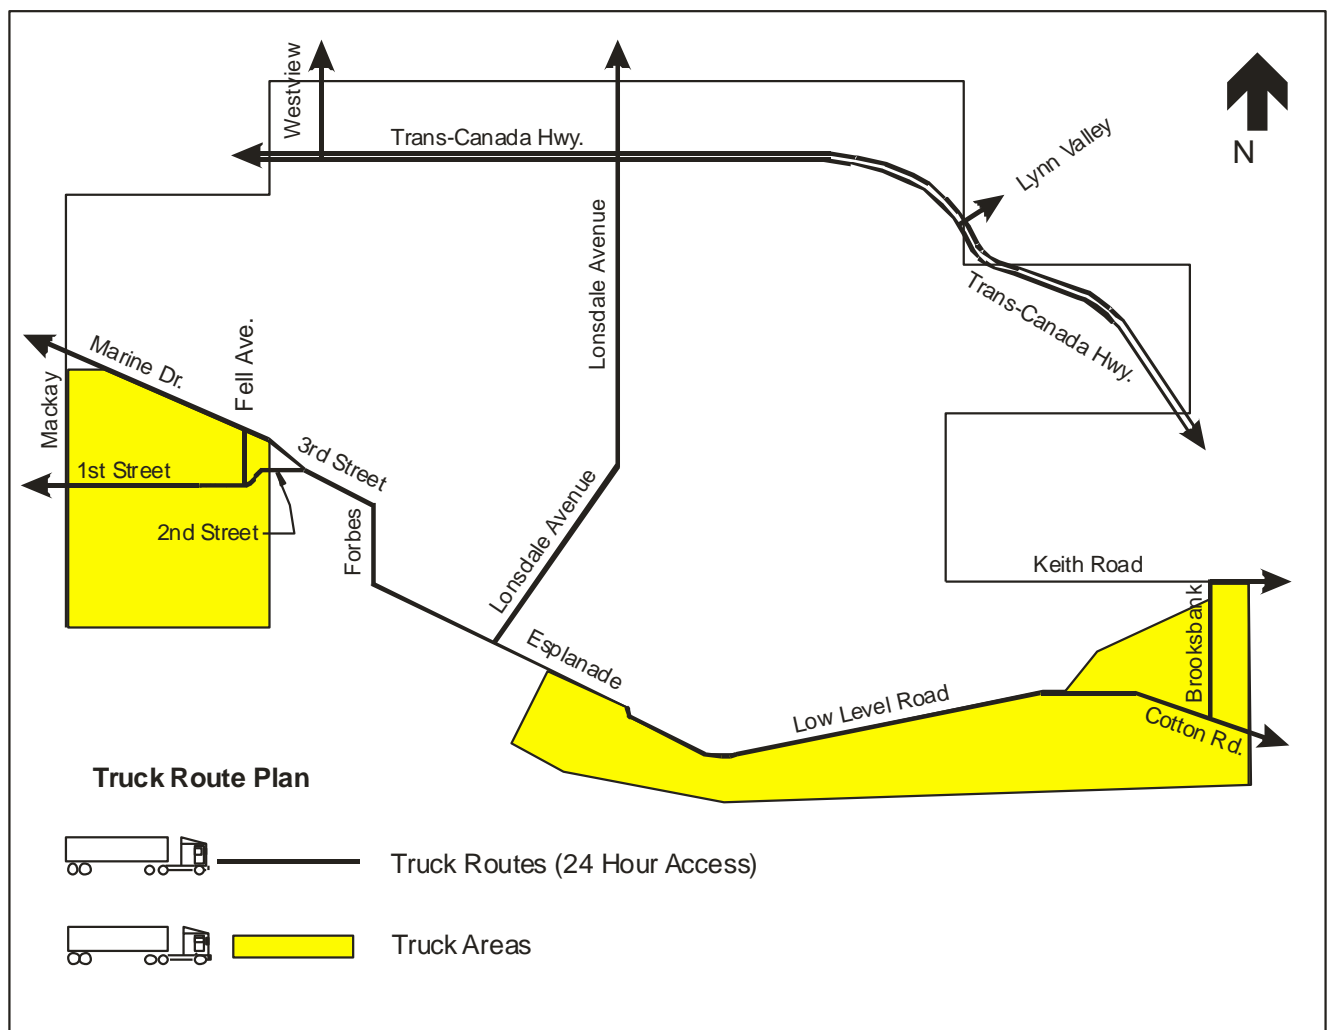 Westview
Trans-Canada Hwy.
Lynn Valley
N
Lonsdale Avenue
Trans-Canada Hwy.
Marine Dr.
Fell Ave.
Mackay
3rd Street
1st Street
2nd Street
Forbes
Lonsdale Avenue
Keith Road
Brooksbank
Esplanade
Low Level Road
Cotton Rd.
Truck Route Plan
Truck Routes (24 Hour Access)
Truck Areas